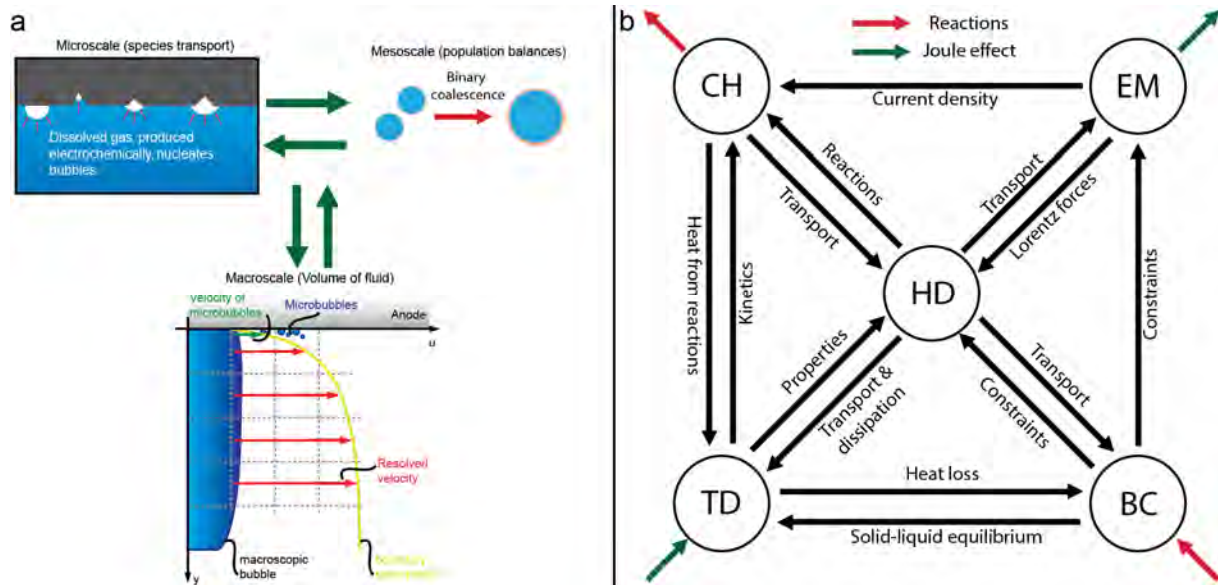 a
Microscale (species transport)
Dissolved gas, produced
electrochemically, nucleates
bubbles.
Mesoscale (population balances)
Binary
coalescence
Macroscale (Volume of fluid)
velocity of
microbubbles
Microbubbles
Anode
u
Resolved
velocity
macroscopic
bubble
y
b
Reactions
Joule effect
CH
EM
Current density
Reactions
Transport
Transport
Lorentz forces
Heat from reactions
Kinetics
HD
Constraints
Properties
Transport &
dissipation
Transport
Constraints
TD
Heat loss
Solid-liquid equilibrium
BC